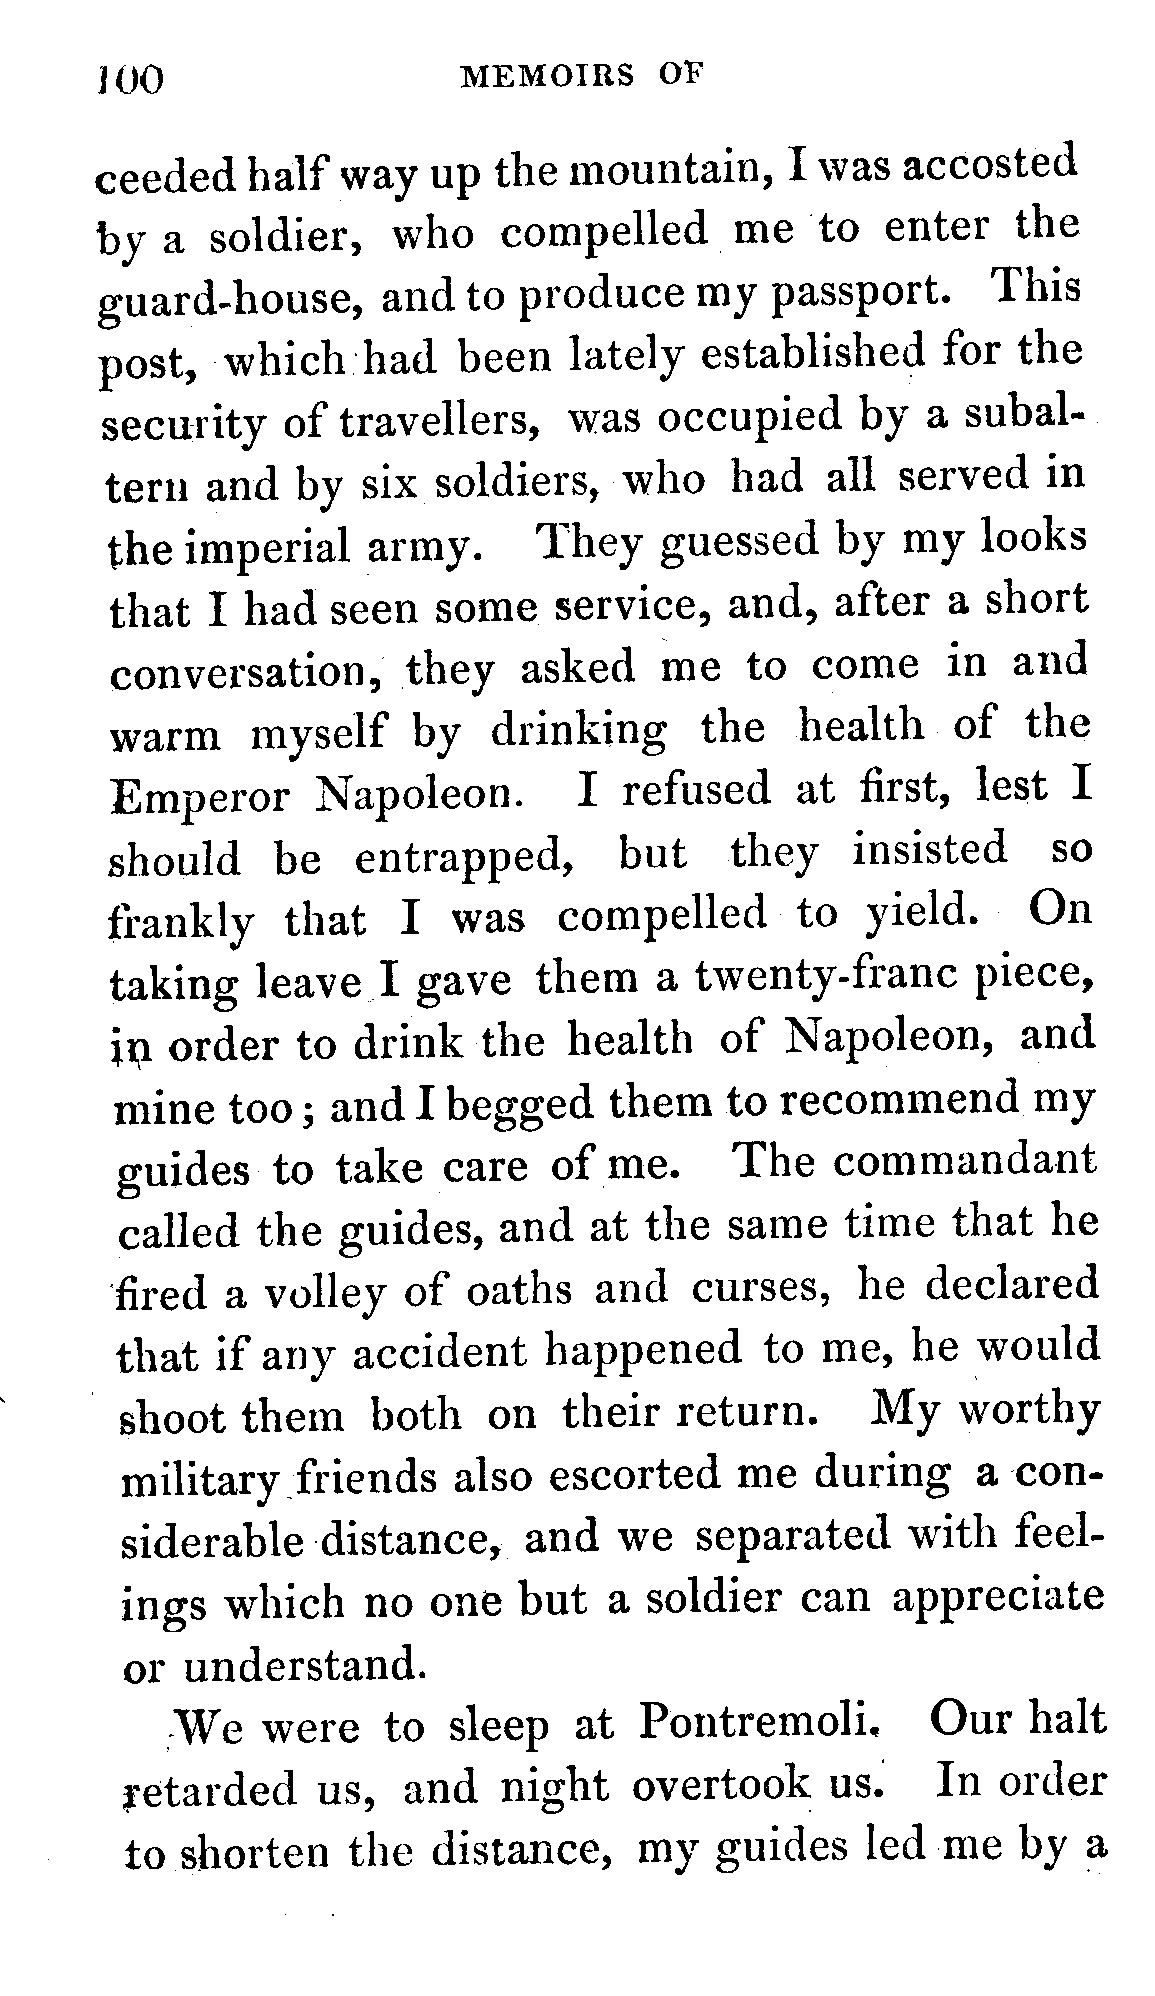 100 MEMOIRS OF
ceeded half way up the mountain, I was accosted
by a soldier, who compelled me to enter the
guard-house, and to produce my passport. This
post, which had been lately established for the
security of travellers, was occupied by a subal-
tern and by six soldiers, who had all served in
the imperial army. They guessed by my looks
that I had seen some service, and, after a short
conversation, they asked me to come in and
warm myself by drinking the health of the
Emperor Napoleon. I refused at first, lest I
should be entrapped, but they insisted so
frankly that I was compelled to yield. On
taking leave I gave them a twenty-franc piece,
in order to drink the health of Napoleon, and
mine too; and I begged them to recommend my
guides to take care of me. The commandant
called the guides, and at the same time that he
fired a volley of oaths and curses, he declared
that if any accident happened to me, he would
shoot them both on their return. My worthy
military friends also escorted me during a con-
siderable distance, and we separated with feel-
ings which no one but a soldier can appreciate
or understand.
We were to sleep at Pontremoli. Our halt
retarded us, and night overtook us. In order
to shorten the distance, my guides led me by a